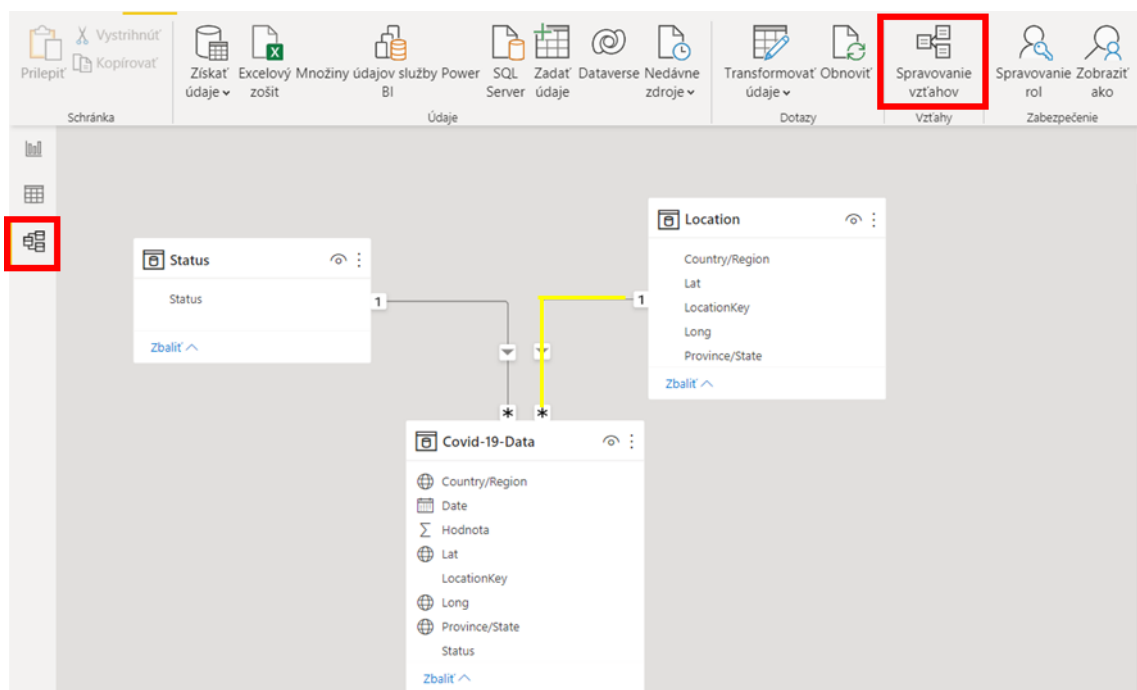 Vystrihnúť
Kopírovať
Prilepiť
Schránka
Získať
údaje
Excelový
zošit
Množiny údajov služby Power
BI
SQL
Server
Zadať
údaje
Dataverse
Nedávne
zdroje
Údaje
Transformovať
údaje
Obnoviť
Dotazy
Spravovanie
vzťahov
Vzťahy
Spravovanie
rol
Zobraziť
ako
Zabezpečenie
Location
Country/Region
Lat
LocationKey
Long
Province/State
Zbaliť
Status
Status
Zbaliť
1
1
*
*
Covid-19-Data
Country/Region
Date
Hodnota
Lat
LocationKey
Long
Province/State
Status
Zbaliť